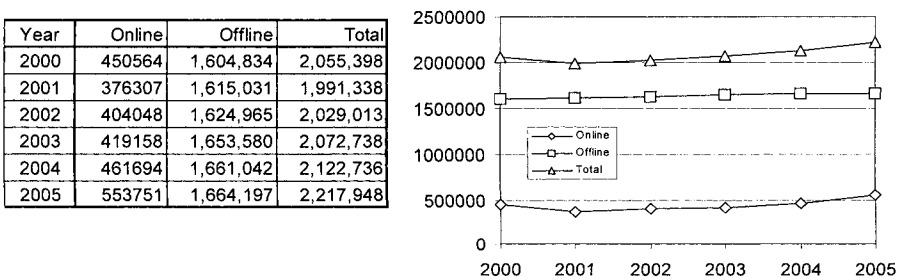 Year Online Offline Total
2000 450564 1,604,834 2,055,398
2001 376307 1,615,031 1,991,338
2002 404048 1,624,965 2,029,013
2003 419158 1,653,580 2,072,738
2004 461694 1,661,042 2,122,736
2005 553751 1,664,197 2,217,948
2500000
2000000
1500000
1000000
500000
0
Online
Offline
Total
2000 2001 2002 2003 2004 2005